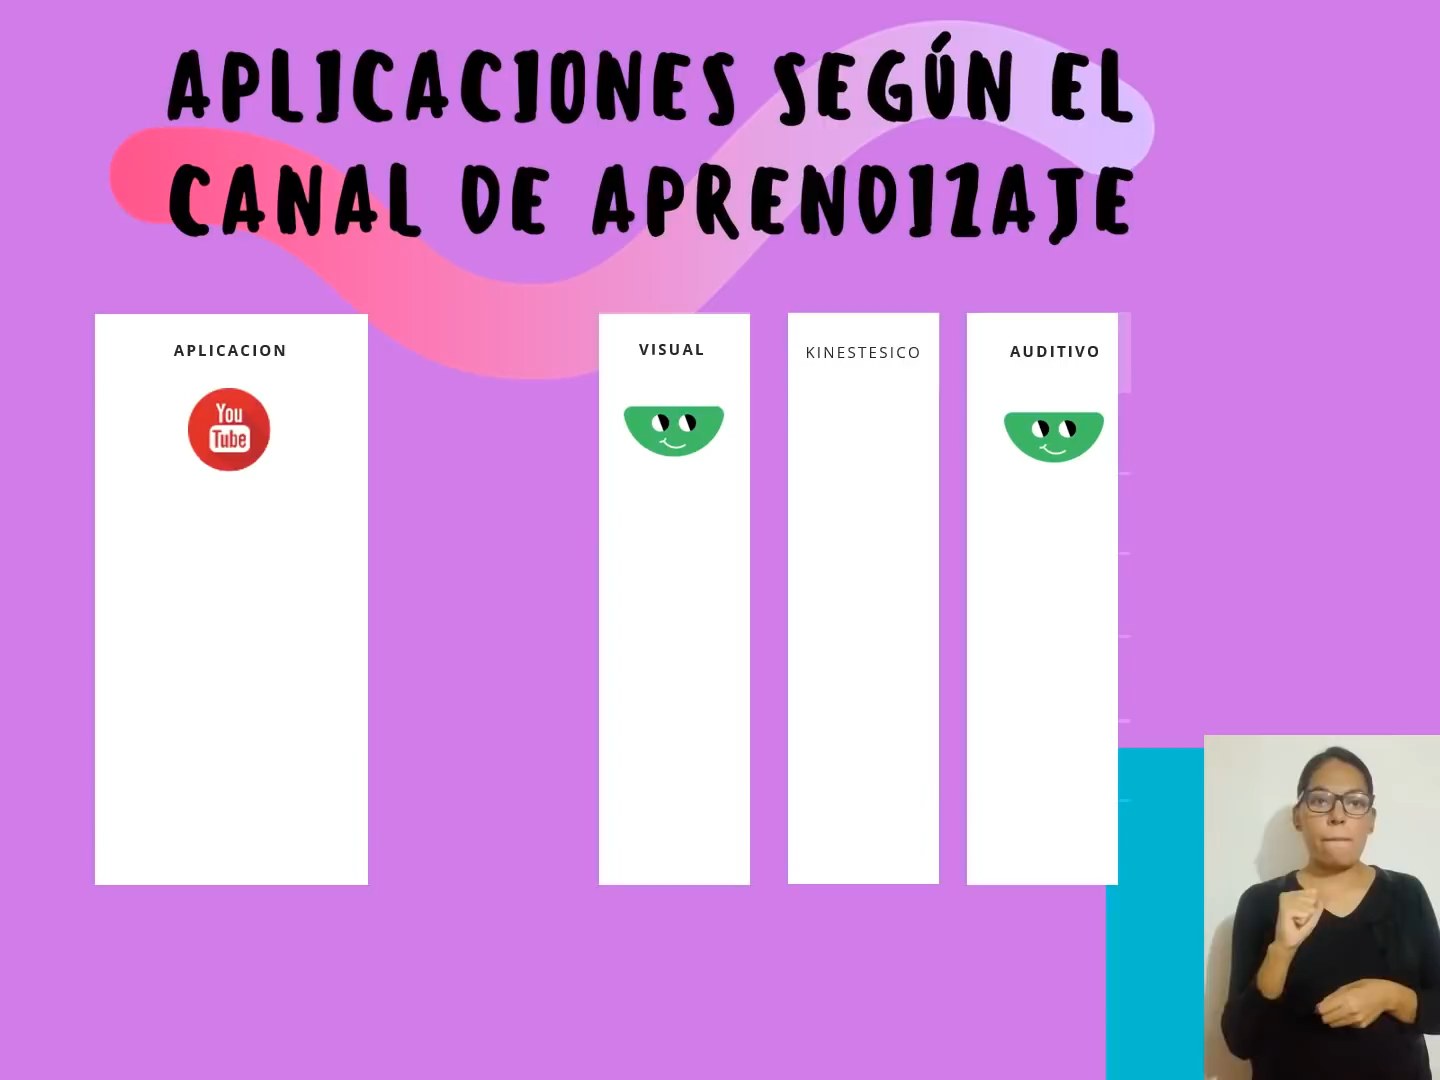 APLICACIONES SEGÚN EL
CANAL DE APRENDIZAJE
APLICACION
VISUAL
KINESTESICO
AUDITIVO
You
Tube